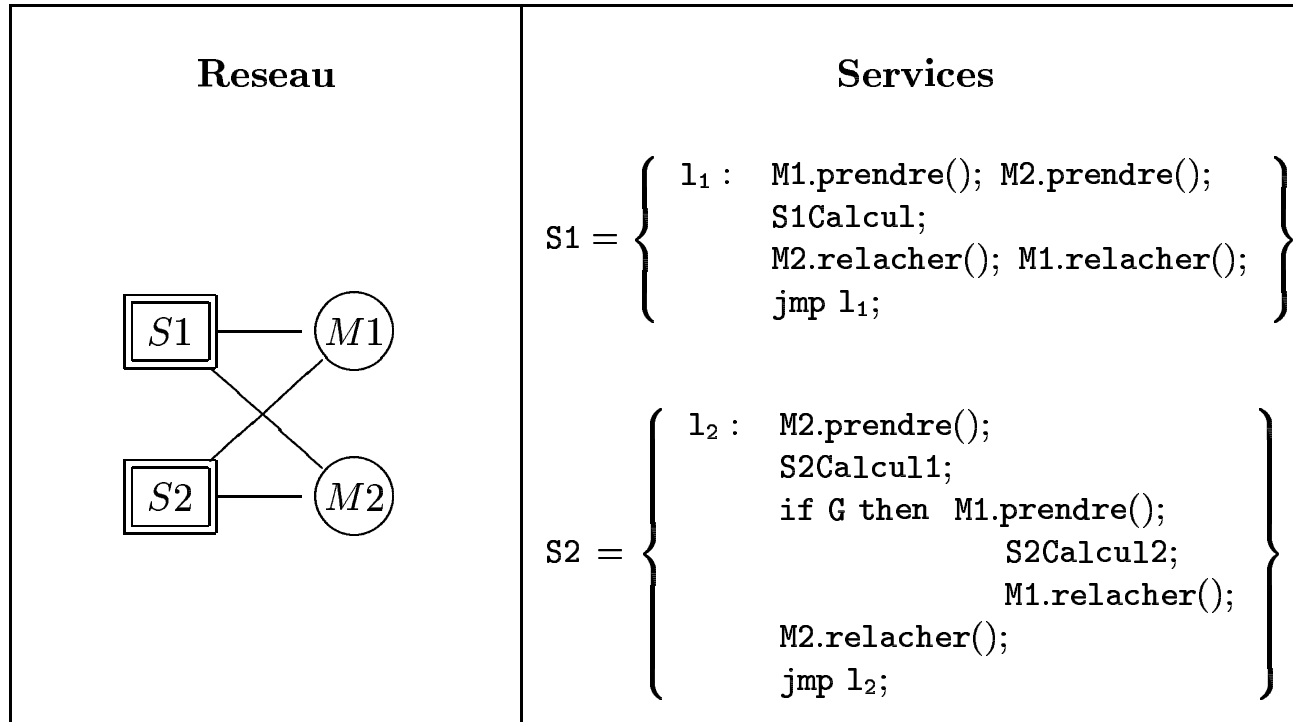 Reseau
S1 M1
S2 M2
Services
l₁ : M1.prendre(); M2.prendre();
S1Calcul;
S1 = { M2.relacher(); M1.relacher(); }
jmp l₁;
l₂ : M2.prendre();
S2Calcul1;
if G then M1.prendre();
S2 = { S2Calcul2; }
M1.relacher();
M2.relacher();
jmp l₂;